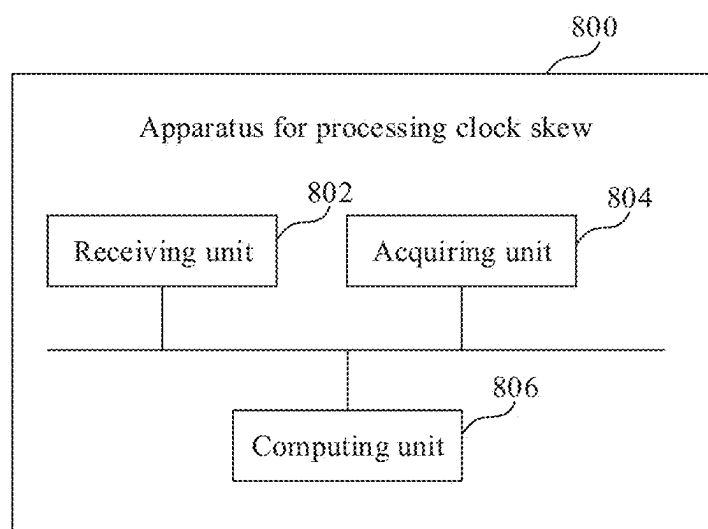 800
Apparatus for processing clock skew
802
804
Receiving unit
Acquiring unit
806
Computing unit